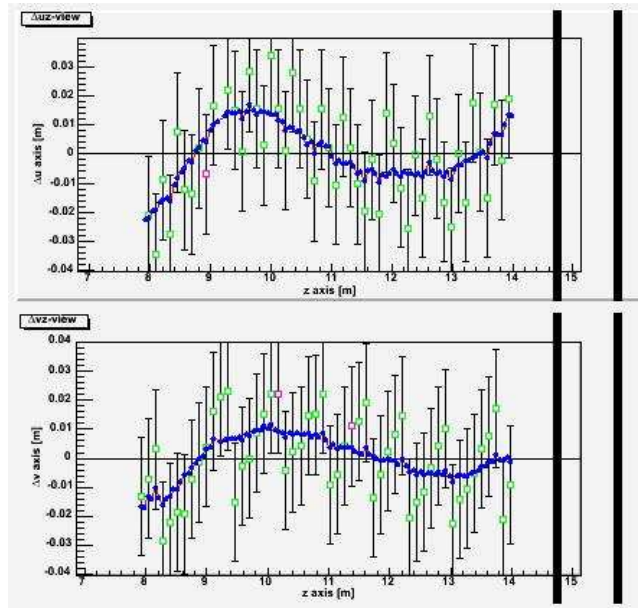 Δuz-view
0.03
0.02
0.01
0
-0.01
-0.02
-0.03
-0.04
Δu axis [m]
7 8 9 10 11 12 13 14 15
z axis [m]
Δvz-view
0.04
0.03
0.02
0.01
0
-0.01
-0.02
-0.03
-0.04
Δv axis [m]
7 8 9 10 11 12 13 14 15
z axis [m]